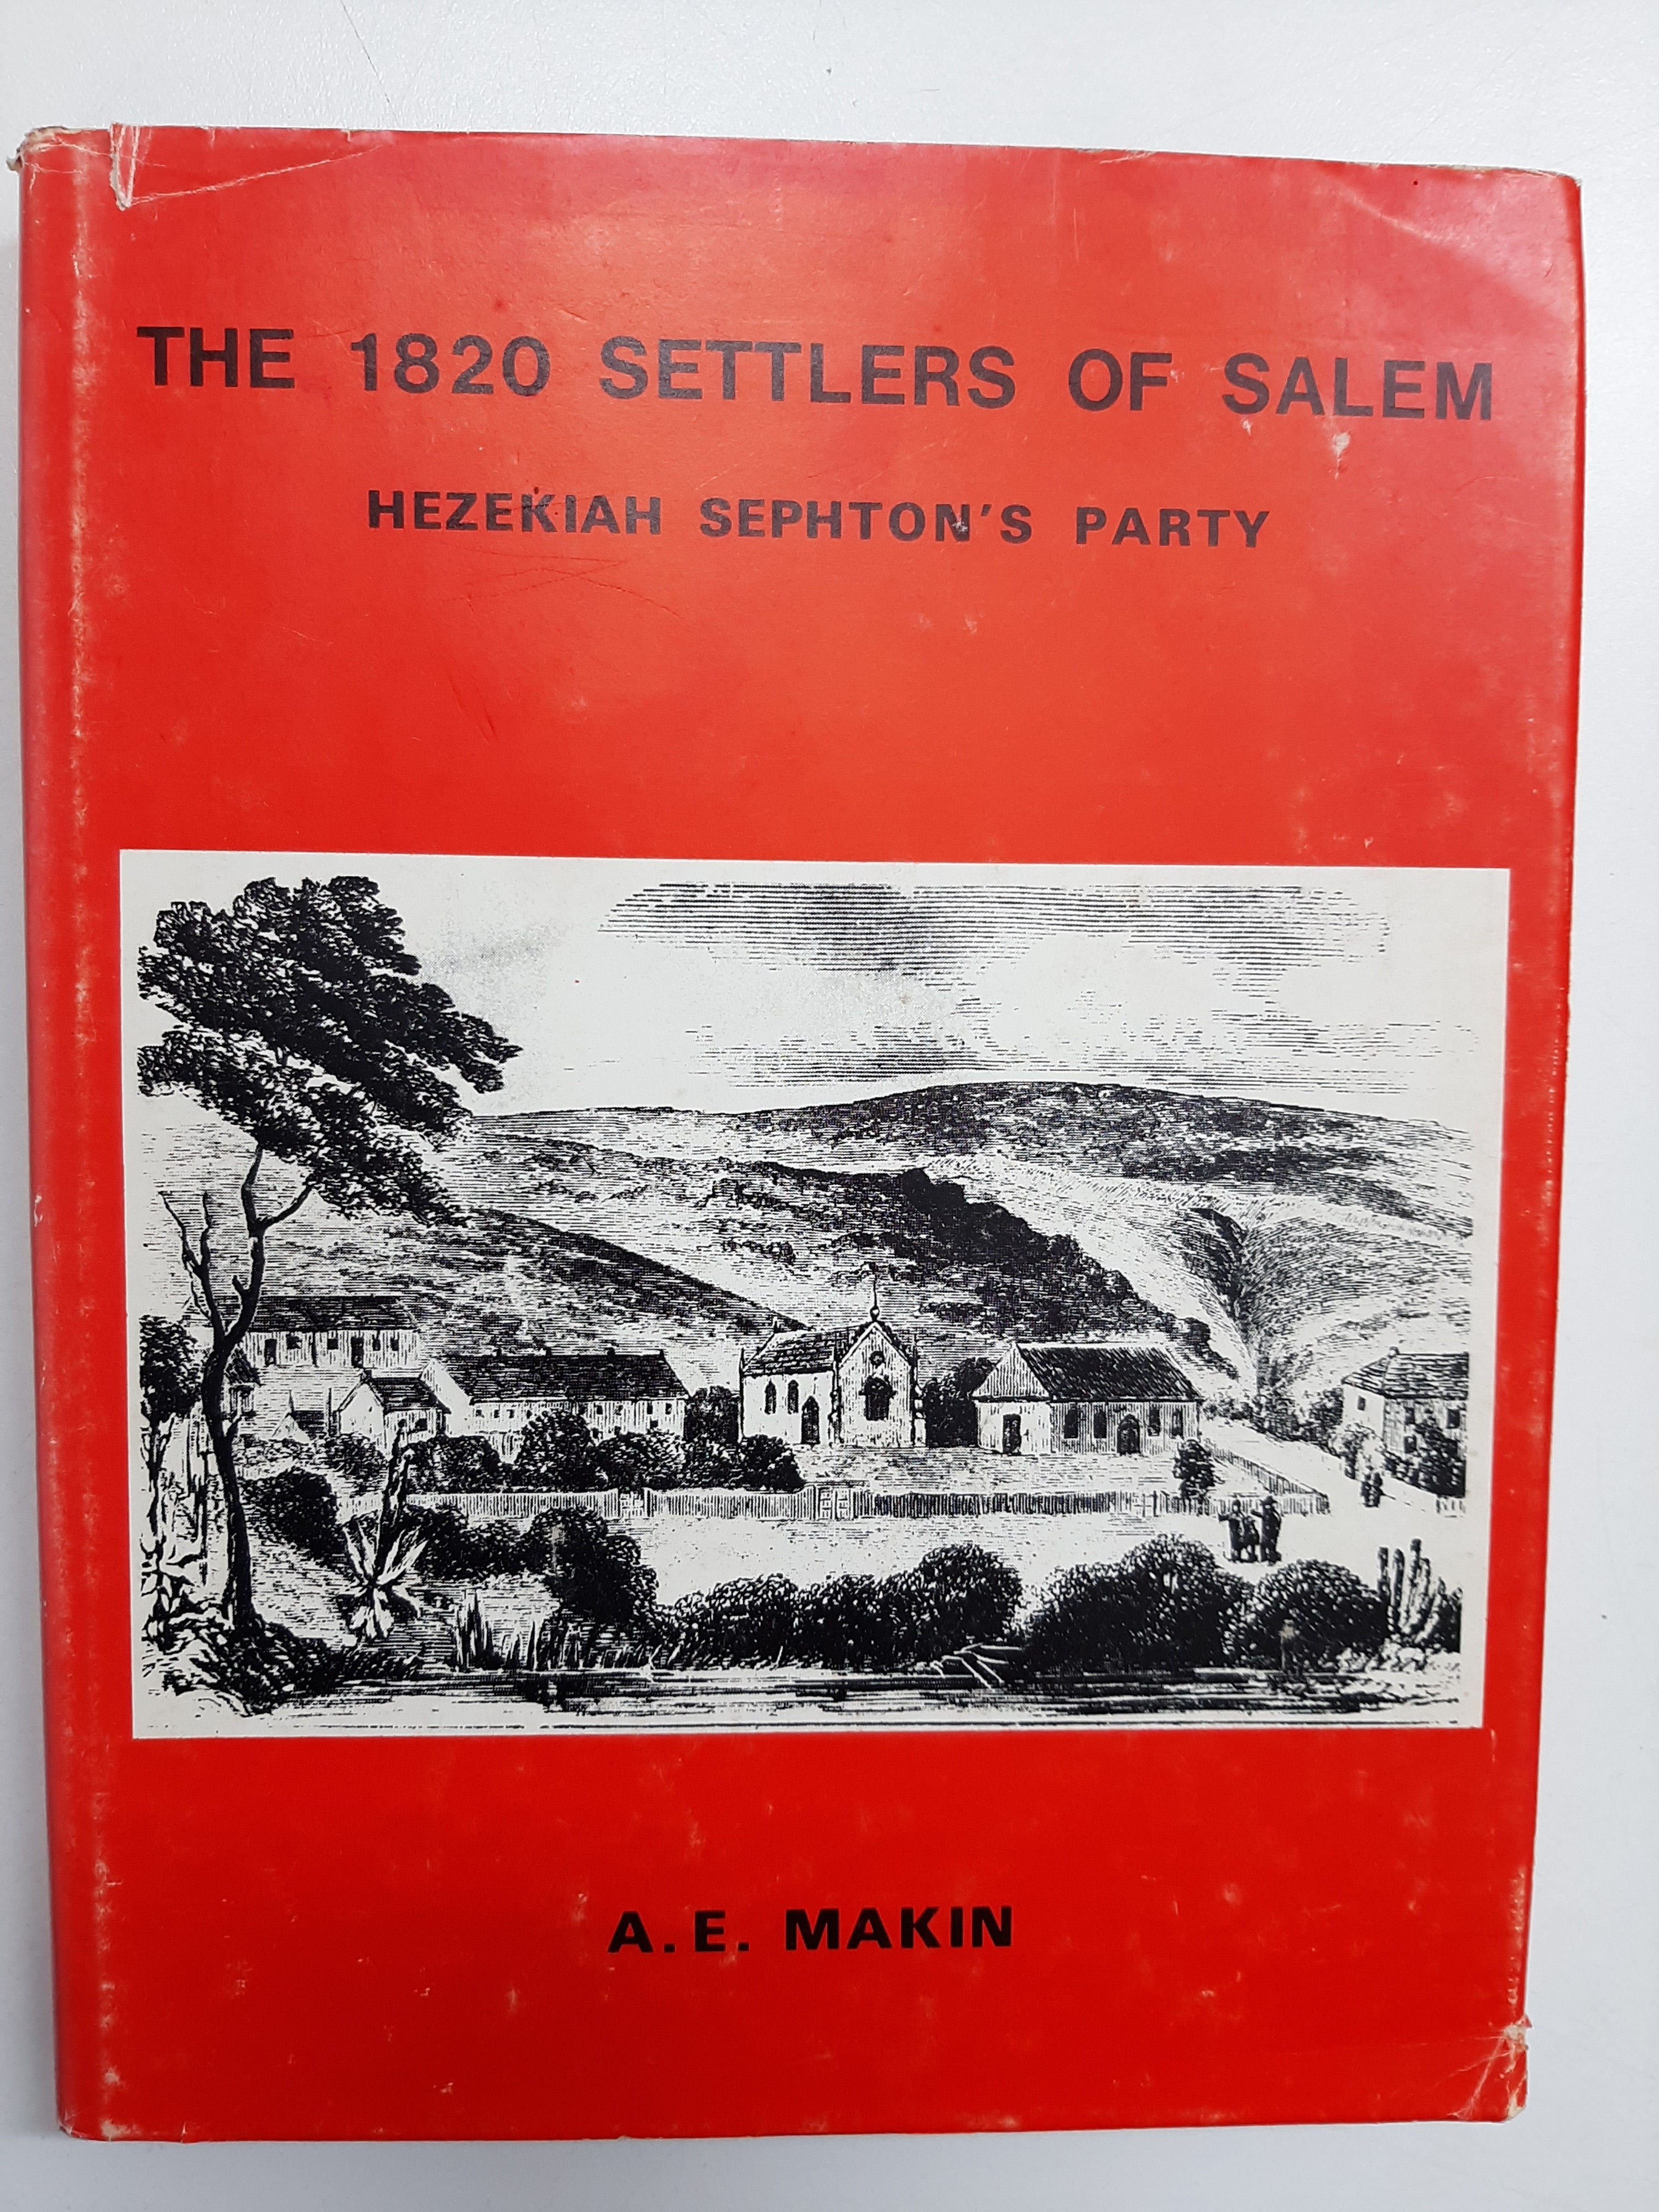 THE 1820 SETTLERS OF SALEM
HEZEKIAH SEPHTON'S PARTY
A.E. MAKIN